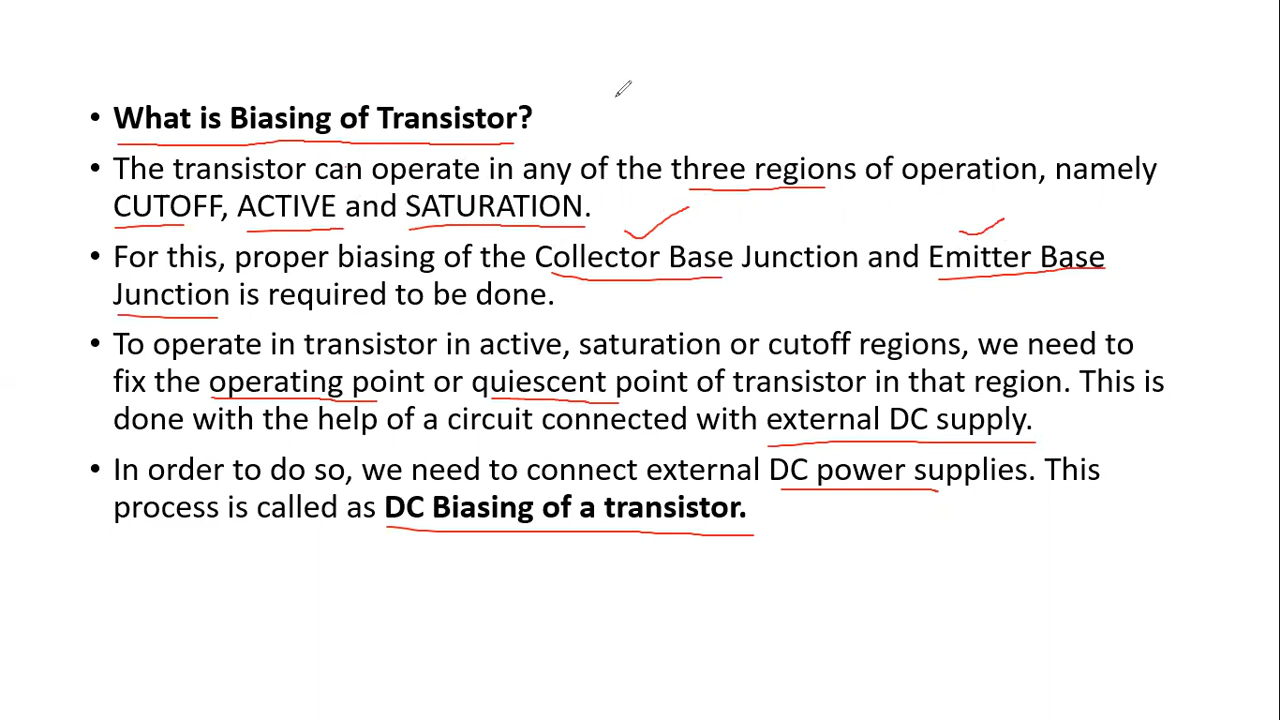 • What is Biasing of Transistor?
• The transistor can operate in any of the three regions of operation, namely
CUTOFF, ACTIVE and SATURATION.
• For this, proper biasing of the Collector Base Junction and Emitter Base
Junction is required to be done.
• To operate in transistor in active, saturation or cutoff regions, we need to
fix the operating point or quiescent point of transistor in that region. This is
done with the help of a circuit connected with external DC supply.
• In order to do so, we need to connect external DC power supplies. This
process is called as DC Biasing of a transistor.